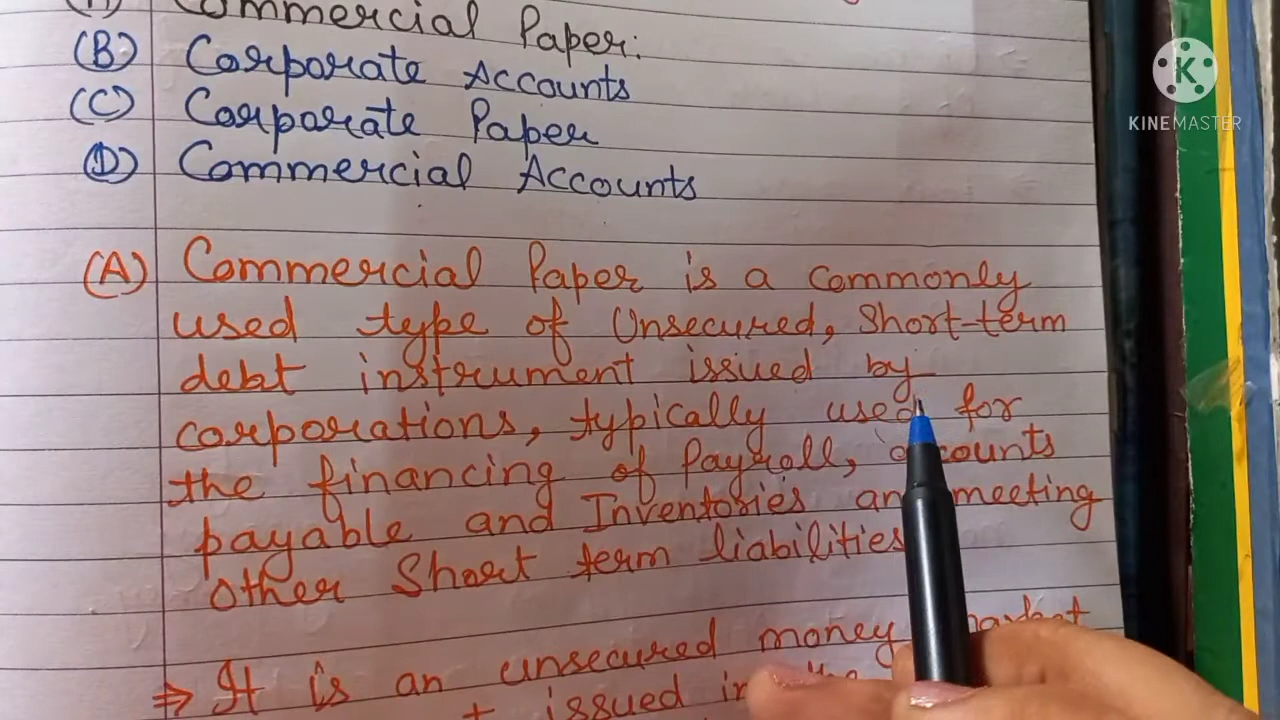 Commercial Paper:
(B) Corporate Accounts
(C) Corporate Paper
(D) Commercial Accounts
(A) Commercial Paper is a commonly
used type of Unsecured, Short-term
debt instrument issued by
corporations, typically used for
the financing of Payroll, accounts
payable and Inventories and meeting
other Short term liabilities
⇒ It is an unsecured money market
issued in the
K
KINEMASTER